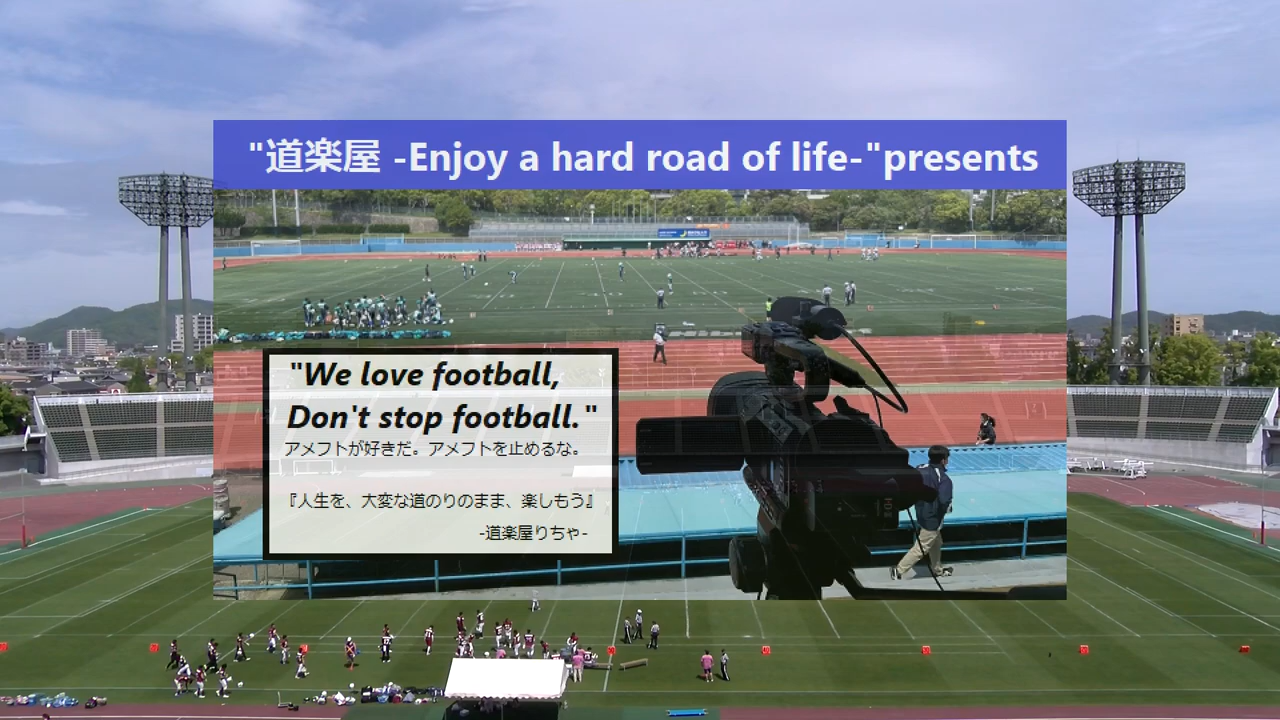 "道楽屋 -Enjoy a hard road of life-"presents
"We love football,
Don't stop football."
アメフトが好きだ。アメフトを止めるな。
『人生を、大変な道のりのまま、楽しもう』
-道楽屋りちゃ-